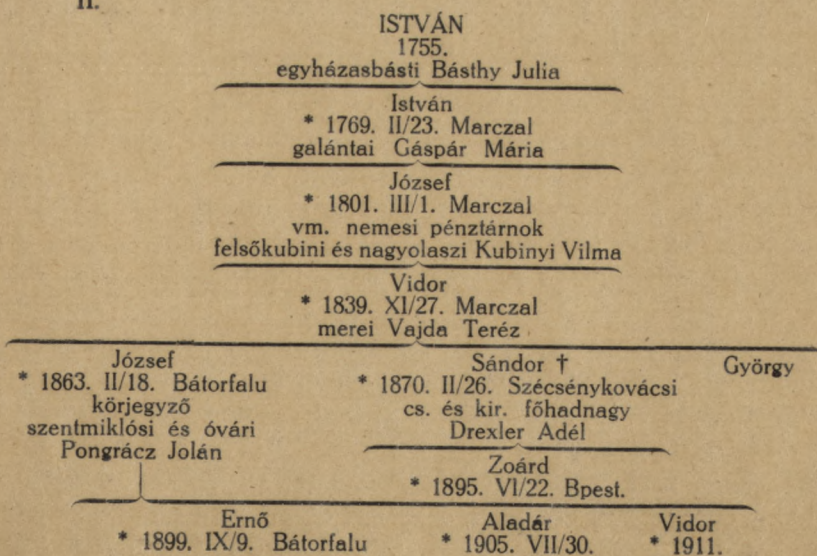 II.
ISTVÁN
1755.
egyházasbásti Básthy Julia
István
* 1769. II/23. Marczal
galántai Gáspár Mária
József
* 1801. III/1. Marczal
vm. nemesi pénztárnok
felsőkubini és nagyolaszi Kubinyi Vilma
Vidor
* 1839. XI/27. Marczal
merei Vajda Teréz
József
* 1863. II/18. Bátorfalu
körjegyző
szentmiklósi és óvári
Pongrácz Jolán
Sándor †
* 1870. II/26. Szécsénykovácsi
cs. és kir. főhadnagy
Drexler Adél
György
Zoárd
* 1895. VI/22. Bpest.
Ernő
* 1899. IX/9. Bátorfalu
Aladár
* 1905. VII/30.
Vidor
* 1911.